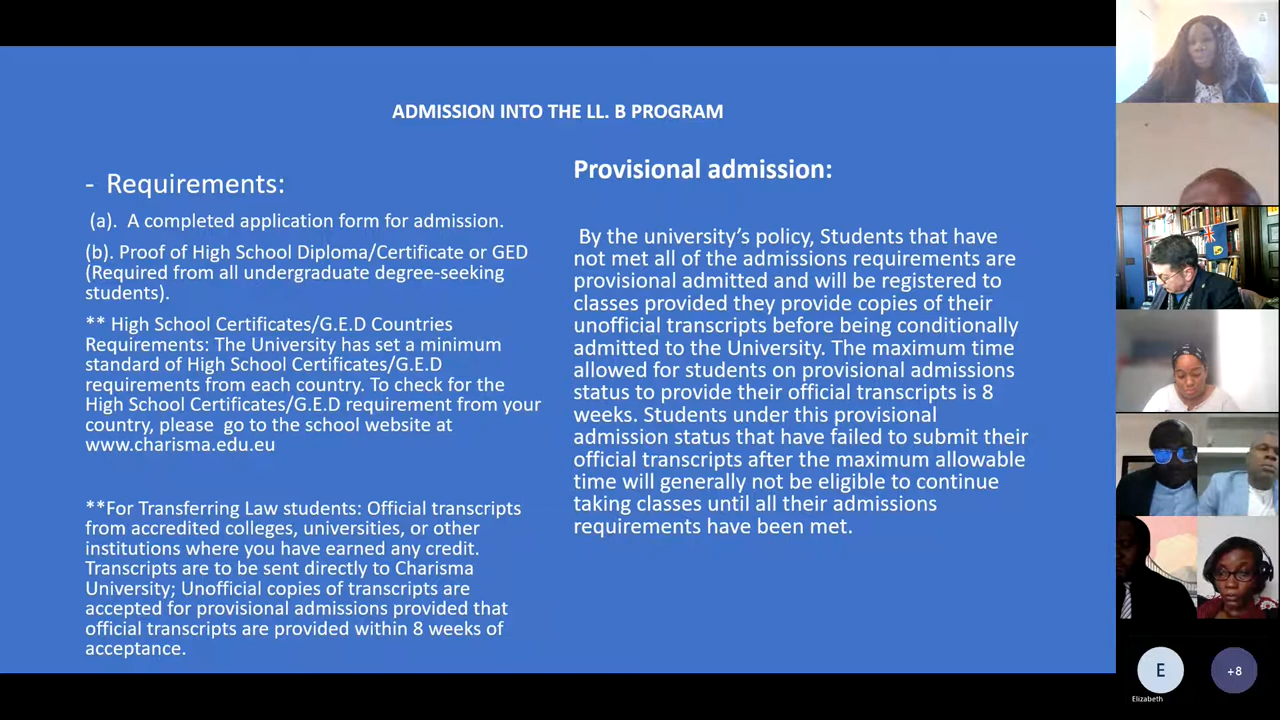 ADMISSION INTO THE LL. B PROGRAM
- Requirements:
(a). A completed application form for admission.
(b). Proof of High School Diploma/Certificate or GED
(Required from all undergraduate degree-seeking
students).
** High School Certificates/G.E.D Countries
Requirements: The University has set a minimum
standard of High School Certificates/G.E.D
requirements from each country. To check for the
High School Certificates/G.E.D requirement from your
country, please go to the school website at
www.charisma.edu.eu
**For Transferring Law students: Official transcripts
from accredited colleges, universities, or other
institutions where you have earned any credit.
Transcripts are to be sent directly to Charisma
University; Unofficial copies of transcripts are
accepted for provisional admissions provided that
official transcripts are provided within 8 weeks of
acceptance.
Provisional admission:
By the university's policy, Students that have
not met all of the admissions requirements are
provisional admitted and will be registered to
classes provided they provide copies of their
unofficial transcripts before being conditionally
admitted to the University. The maximum time
allowed for students on provisional admissions
status to provide their official transcripts is 8
weeks. Students under this provisional
admission status that have failed to submit their
official transcripts after the maximum allowable
time will generally not be eligible to continue
taking classes until all their admissions
requirements have been met.
E
Elizabeth
+8